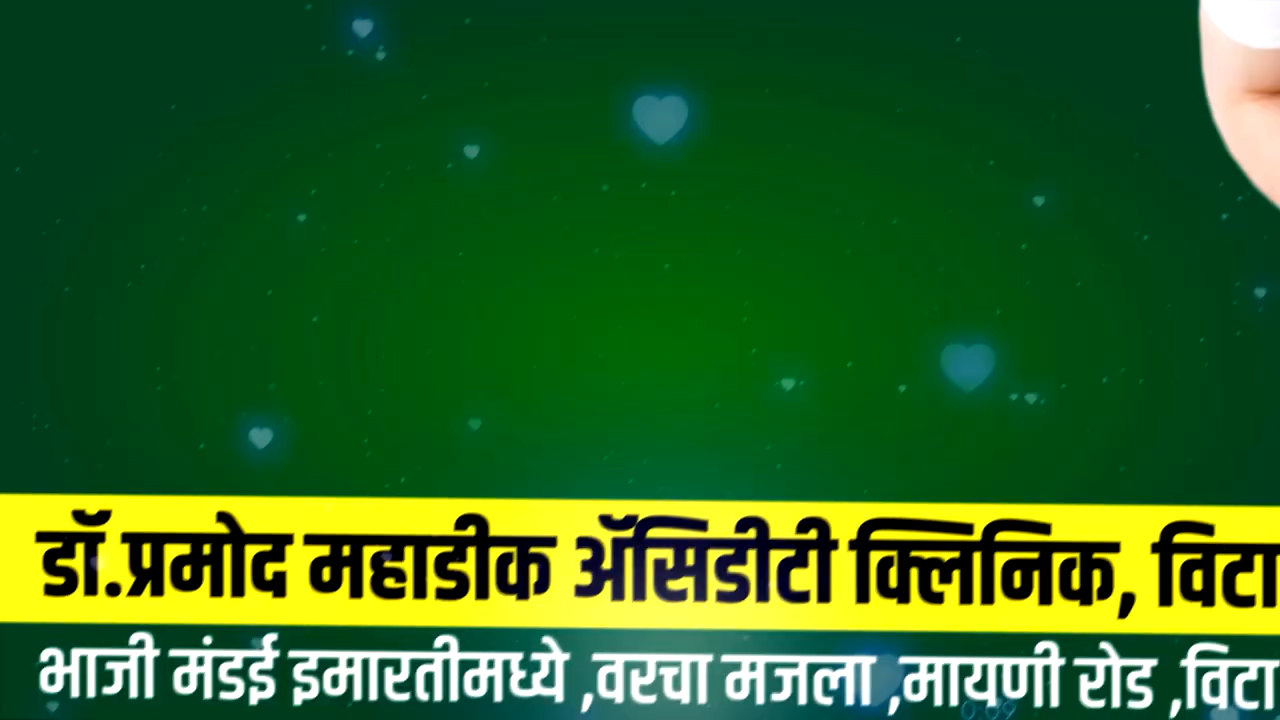 डॉ.प्रमोद महाडीक ॲसिडीटी क्लिनिक, विटा
भाजी मंडई इमारतीमध्ये ,वरचा मजला ,मायणी रोड ,विटा